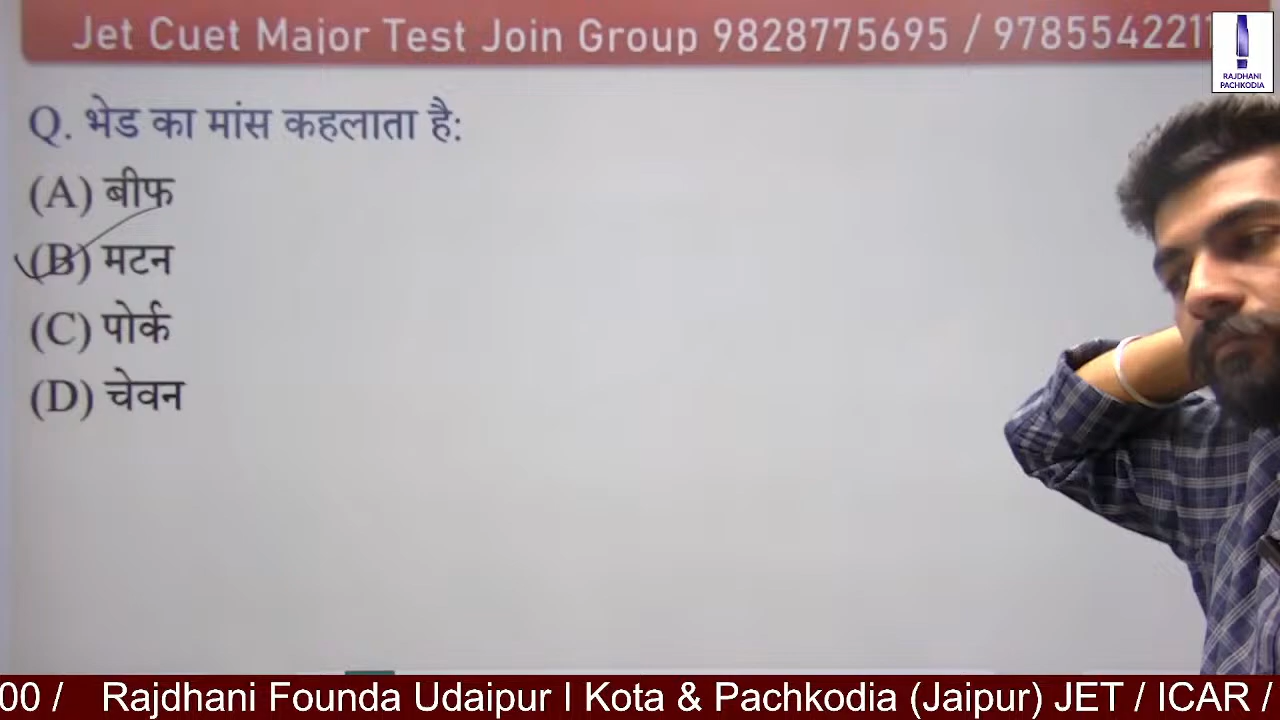 Jet Cuet Major Test Join Group 9828775695 / 9785542211
RAJDHANI
PACHKODIA
Q. भेड का मांस कहलाता है:
(A) बीफ
(B) मटन
(C) पोर्क
(D) चेवन
00 / Rajdhani Founda Udaipur l Kota & Pachkodia (Jaipur) JET / ICAR /